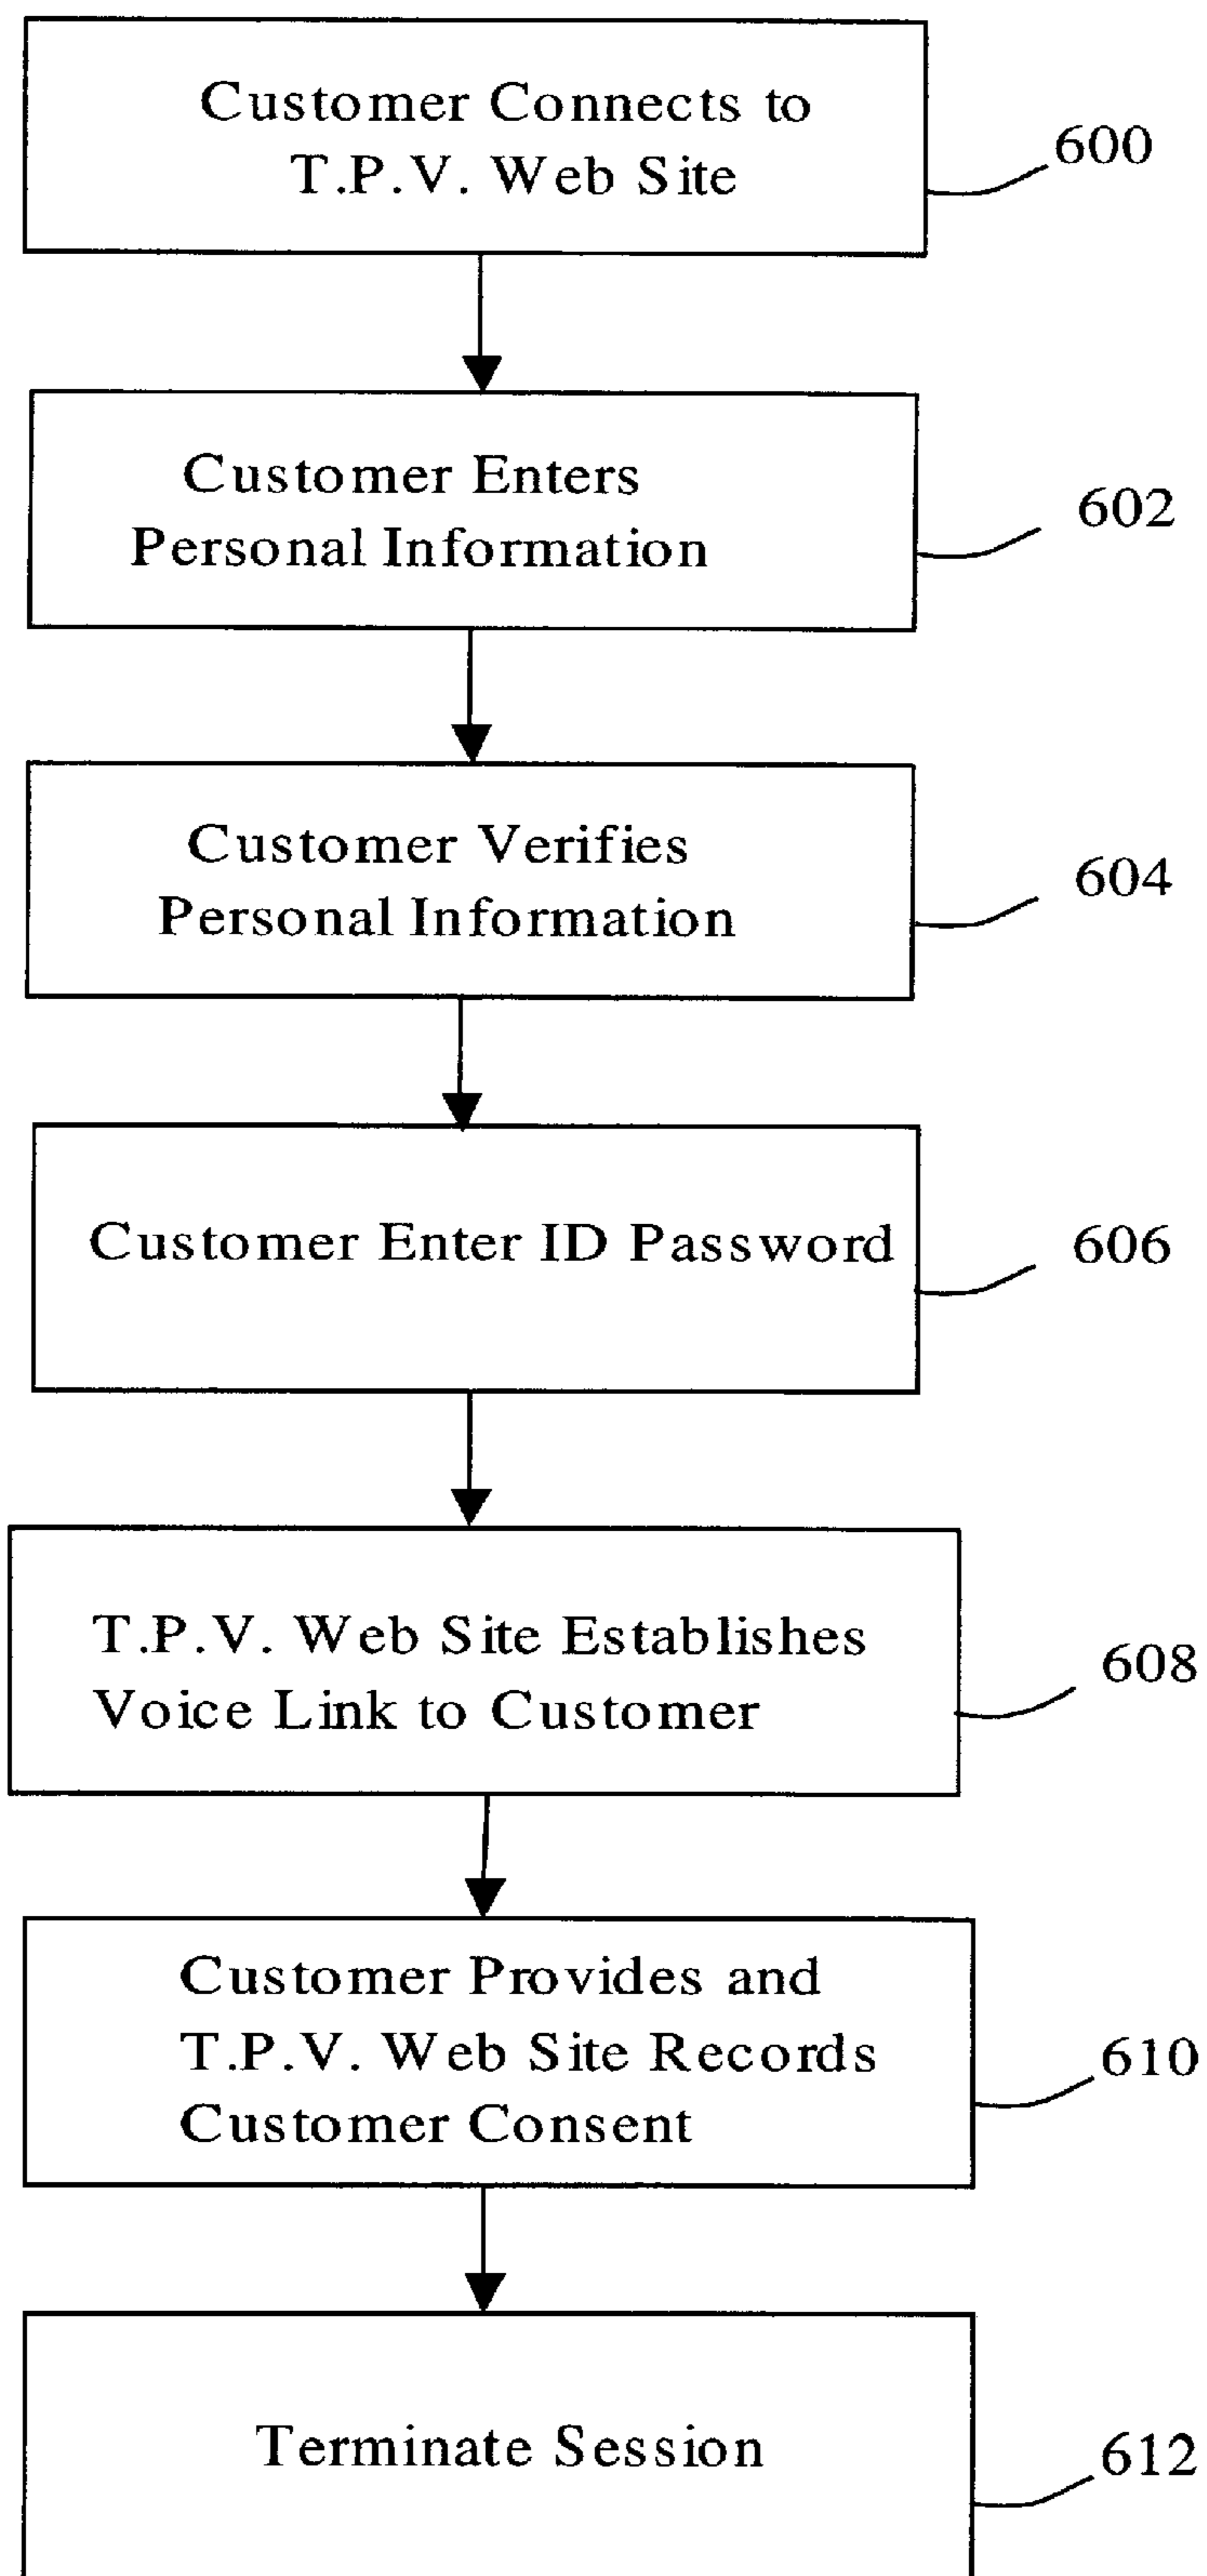 Customer Connects to
T.P.V. Web Site
600
Customer Enters
Personal Information
602
Customer Verifies
Personal Information
604
Customer Enter ID Password
606
T.P.V. Web Site Establishes
Voice Link to Customer
608
Customer Provides and
T.P.V. Web Site Records
Customer Consent
610
Terminate Session
612